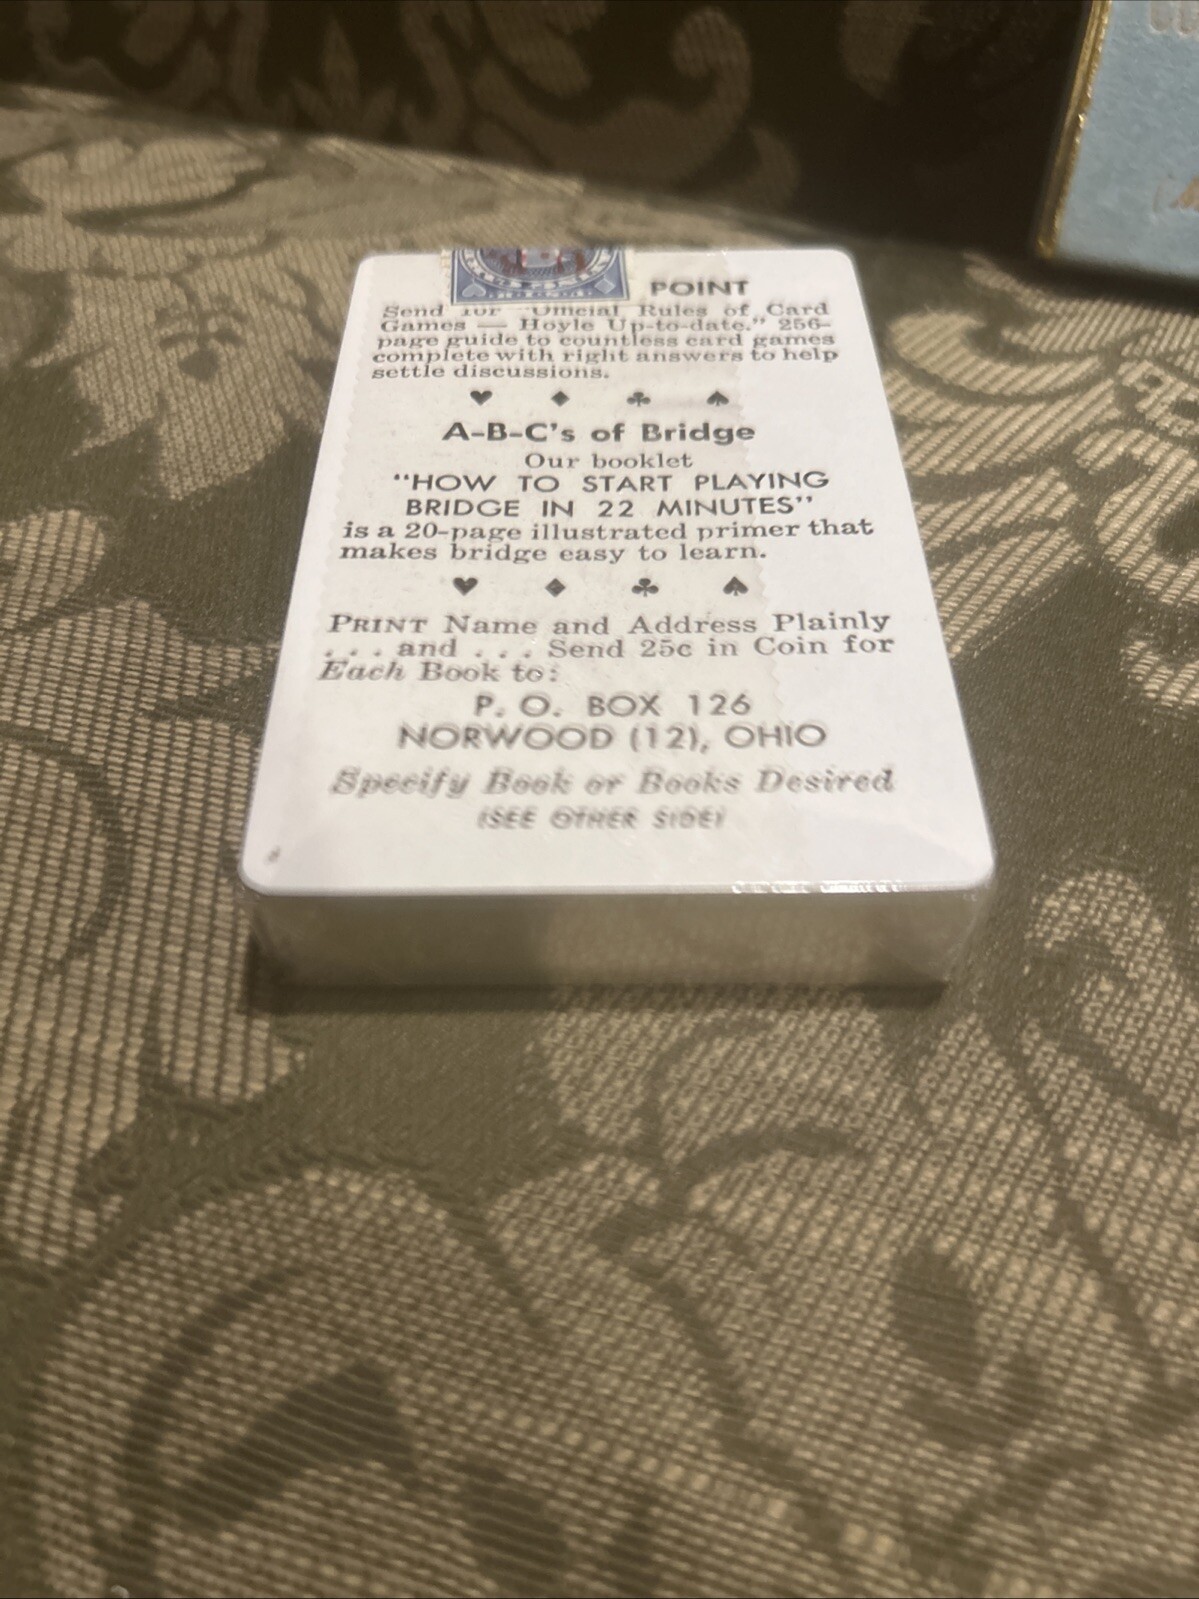 POINT
Send for "Official Rules of Card
Games — Hoyle Up-to-date." 256-
page guide to countless card games
complete with right answers to help
settle discussions.
A-B-C's of Bridge
Our booklet
"HOW TO START PLAYING
BRIDGE IN 22 MINUTES"
is a 20-page illustrated primer that
makes bridge easy to learn.
PRINT Name and Address Plainly
. . . and . . . Send 25c in Coin for
Each Book to:
P. O. BOX 126
NORWOOD (12), OHIO
Specify Book or Books Desired
(SEE OTHER SIDE)